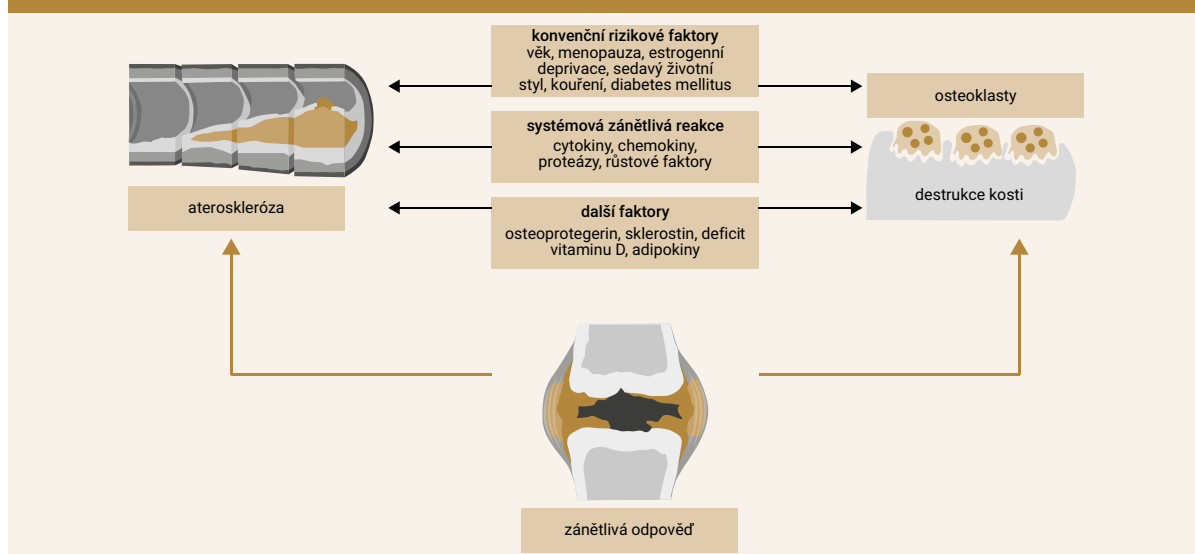 konvenční rizikové faktory
věk, menopauza, estrogenní
deprivace, sedavý životní
styl, kouření, diabetes mellitus
osteoklasty
systémová zánětlivá reakce
cytokiny, chemokiny,
proteázy, růstové faktory
ateroskleróza
destrukce kosti
další faktory
osteoprotegerin, sklerostin, deficit
vitaminu D, adipokiny
zánětlivá odpověď